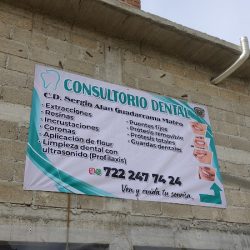 CONSULTORIO DENTAL
C.D. Sergio Alan Guadarrama Mateo
- Extracciones
- Resinas
- Incrustaciones
- Coronas
- Aplicación de flour
- Limpieza dental con
ultrasonido (Profilaxis)
- Puentes fijos
- Prótesis removible
- Prótesis totales
- Guardas dentales
722 247 74 24
Ven y cuida tu sonrisa